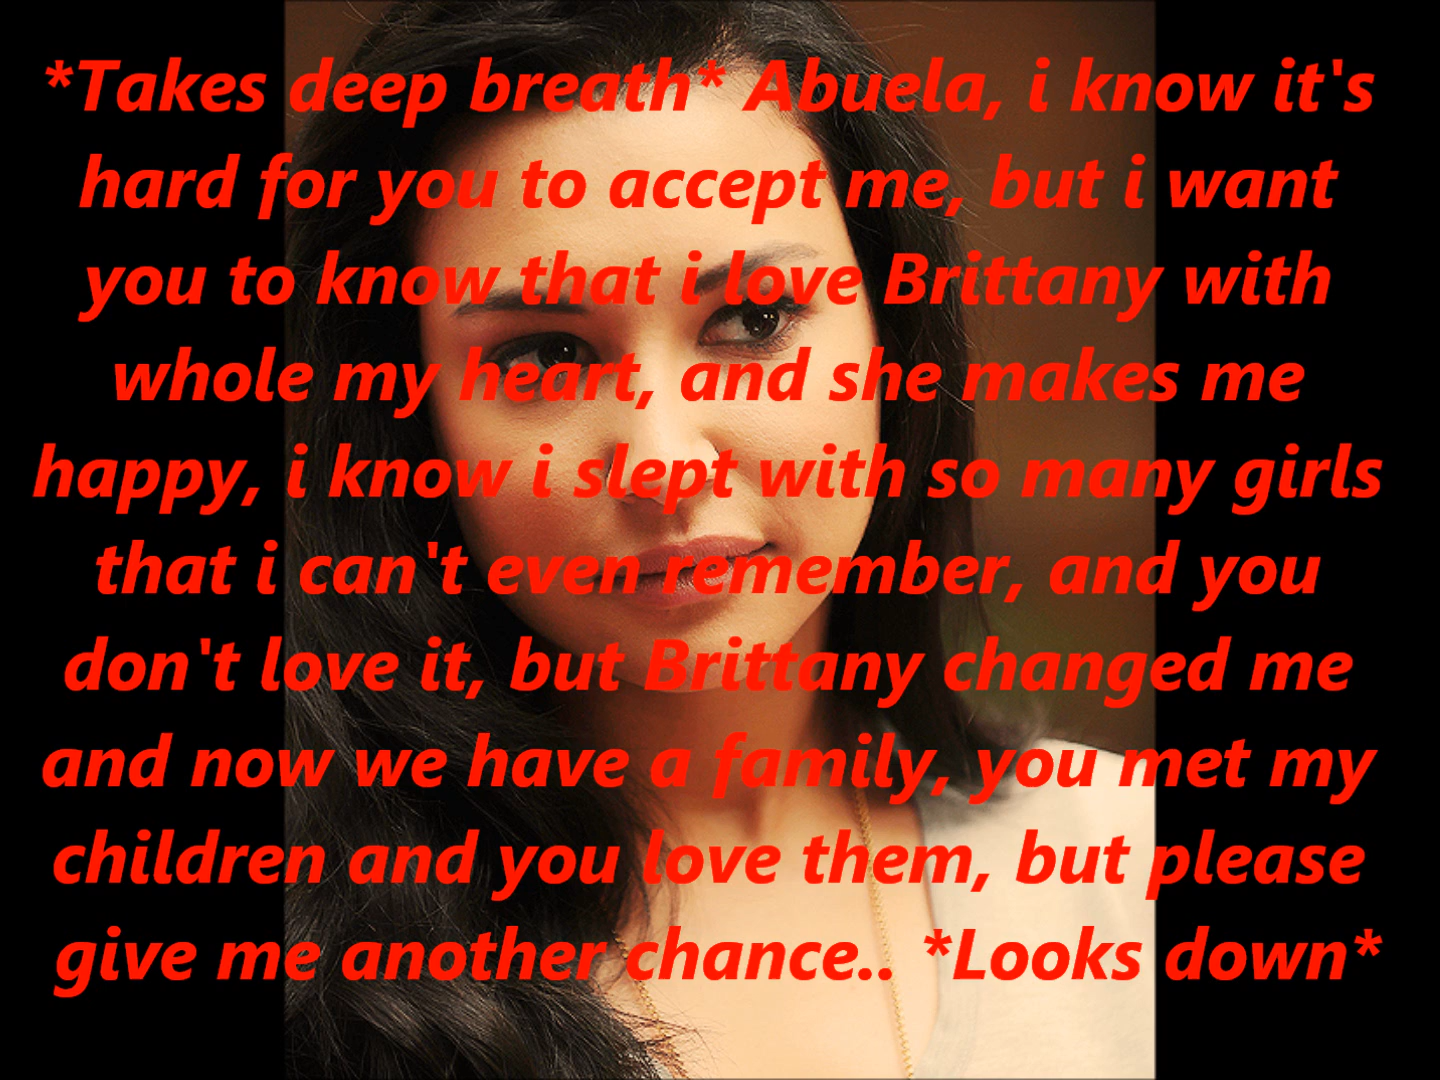 *Takes deep breath* Abuela, i know it's
hard for you to accept me, but i want
you to know that i love Brittany with
whole my heart, and she makes me
happy, i know i slept with so many girls
that i can't even remember, and you
don't love it, but Brittany changed me
and now we have a family, you met my
children and you love them, but please
give me another chance.. *Looks down*